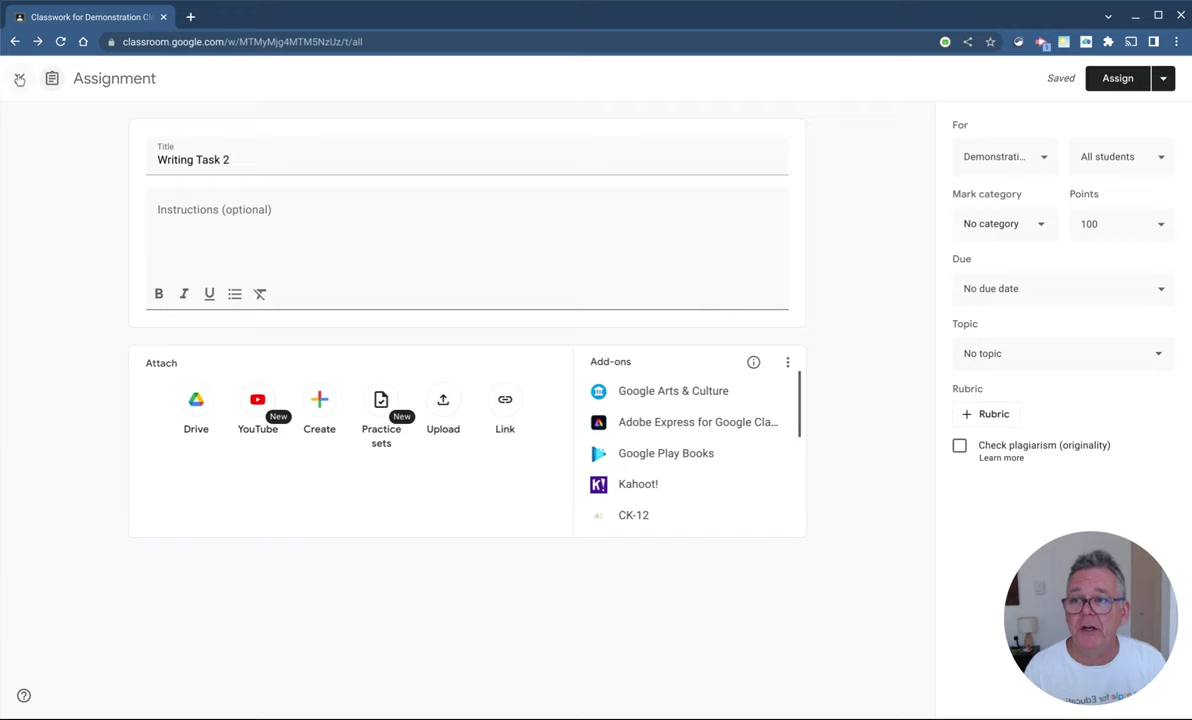 Classwork for Demonstration Cl
classroom.google.com/w/MTMyMjg4MTM5NzUz/t/all
1
Assignment
Saved
Assign
Title
Writing Task 2
Instructions (optional)
B I U
Attach
Drive
YouTube
New
Create
Practice sets
New
Upload
Link
Add-ons
Google Arts & Culture
Adobe Express for Google Cla...
Google Play Books
K! Kahoot!
CK-12
For
Demonstrati...
All students
Mark category
Points
No category
100
Due
No due date
Topic
No topic
Rubric
+ Rubric
Check plagiarism (originality)
Learn more